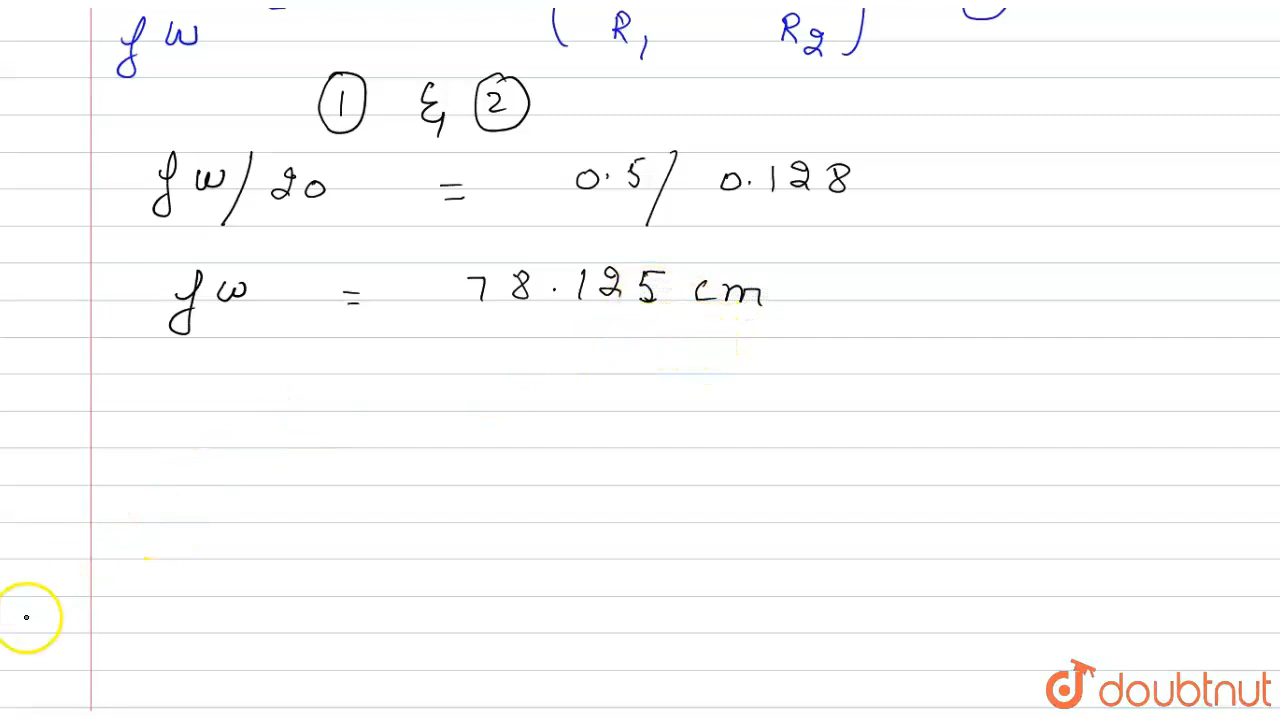 fw ( R1 R2 )
1 & 2
fw/20 = 0.5/0.128
fw = 78.125 cm
doubtnut